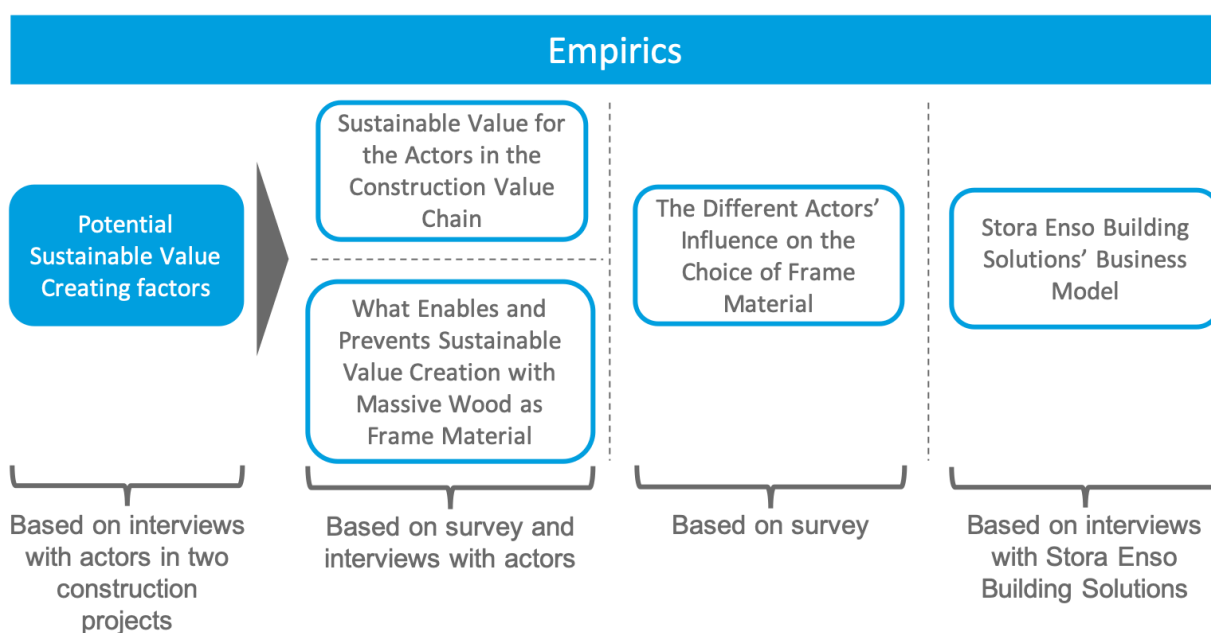 Empirics
Potential
Sustainable Value
Creating factors
Sustainable Value for
the Actors in the
Construction Value
Chain
What Enables and
Prevents Sustainable
Value Creation with
Massive Wood as
Frame Material
The Different Actors’
Influence on the
Choice of Frame
Material
Stora Enso Building
Solutions’ Business
Model
Based on interviews
with actors in two
construction
projects
Based on survey and
interviews with actors
Based on survey
Based on interviews
with Stora Enso
Building Solutions